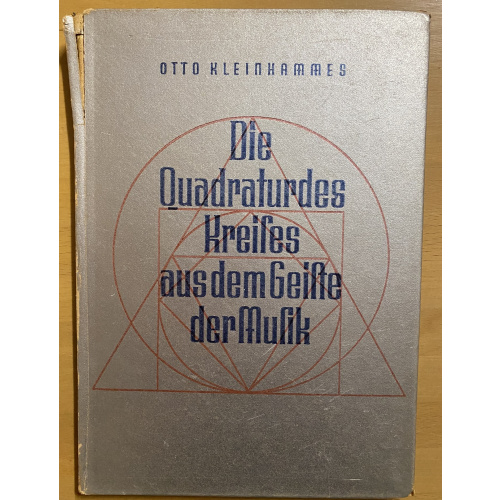 OTTO KLEINHAMMES
Die
Quadratur des
Kreiſes
aus dem Geiſte
der Muſik